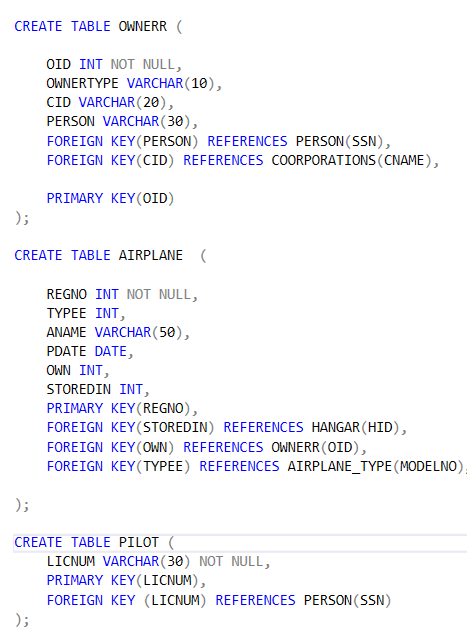 CREATE TABLE OWNERR (
OID INT NOT NULL,
OWNERTYPE VARCHAR(10),
CID VARCHAR(20),
PERSON VARCHAR(30),
FOREIGN KEY(PERSON) REFERENCES PERSON(SSN),
FOREIGN KEY(CID) REFERENCES COORPORATIONS(CNAME),
PRIMARY KEY(OID)
);
CREATE TABLE AIRPLANE  (
REGNO INT NOT NULL,
TYPEE INT,
ANAME VARCHAR(50),
PDATE DATE,
OWN INT,
STOREDIN INT,
PRIMARY KEY(REGNO),
FOREIGN KEY(STOREDIN) REFERENCES HANGAR(HID),
FOREIGN KEY(OWN) REFERENCES OWNERR(OID),
FOREIGN KEY(TYPEE) REFERENCES AIRPLANE_TYPE(MODELNO),
);
CREATE TABLE PILOT (
LICNUM VARCHAR(30) NOT NULL,
PRIMARY KEY(LICNUM),
FOREIGN KEY (LICNUM) REFERENCES PERSON(SSN)
);